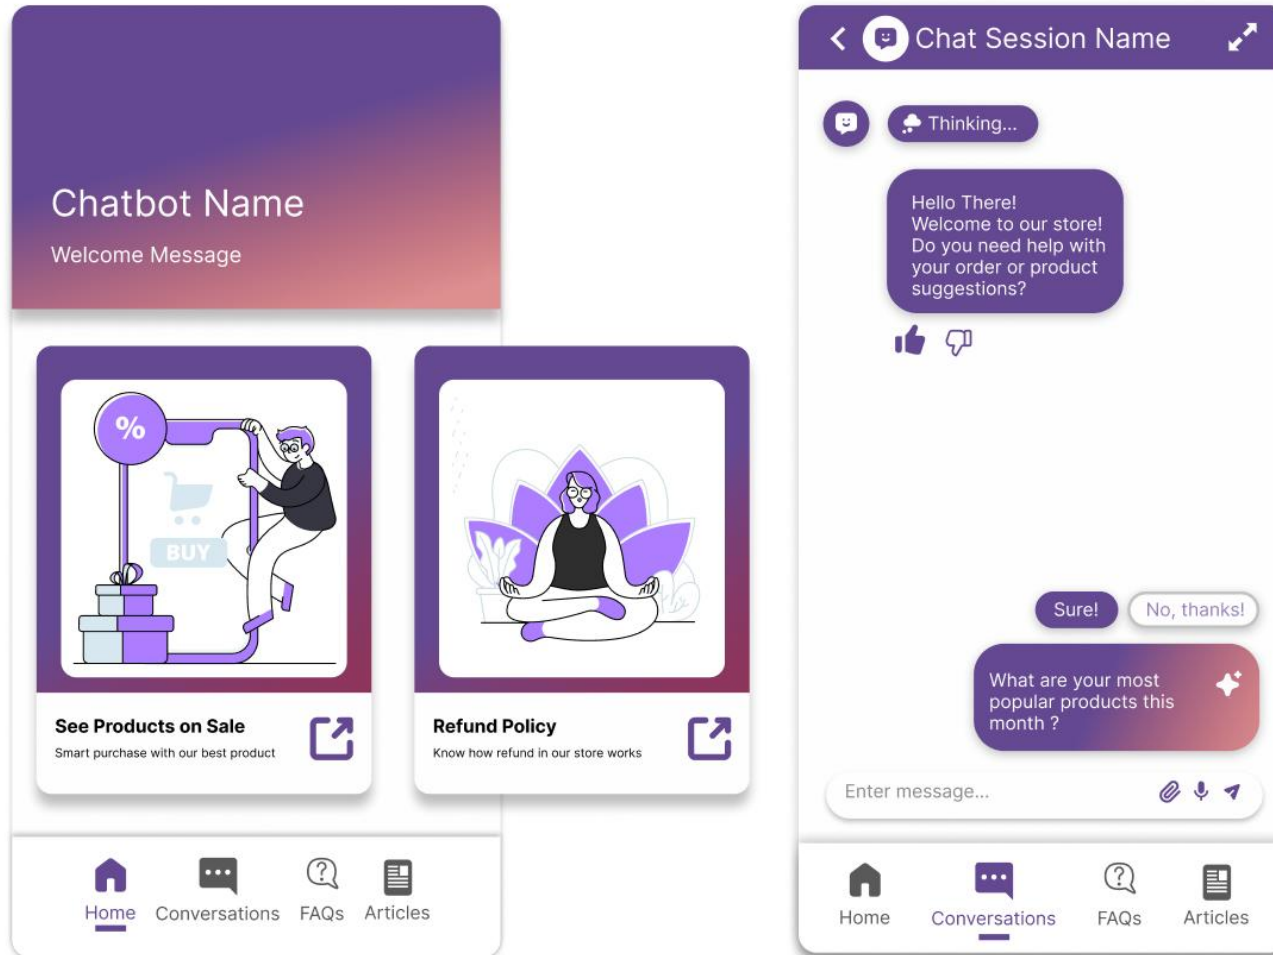 Chatbot Name
Welcome Message
%
BUY
See Products on Sale
Smart purchase with our best product
Refund Policy
Know how refund in our store works
Home
Conversations
FAQs
Articles
Chat Session Name
Thinking...
Hello There!
Welcome to our store!
Do you need help with
your order or product
suggestions?
Sure!
No, thanks!
What are your most
popular products this
month ?
Enter message...
Home
Conversations
FAQs
Articles